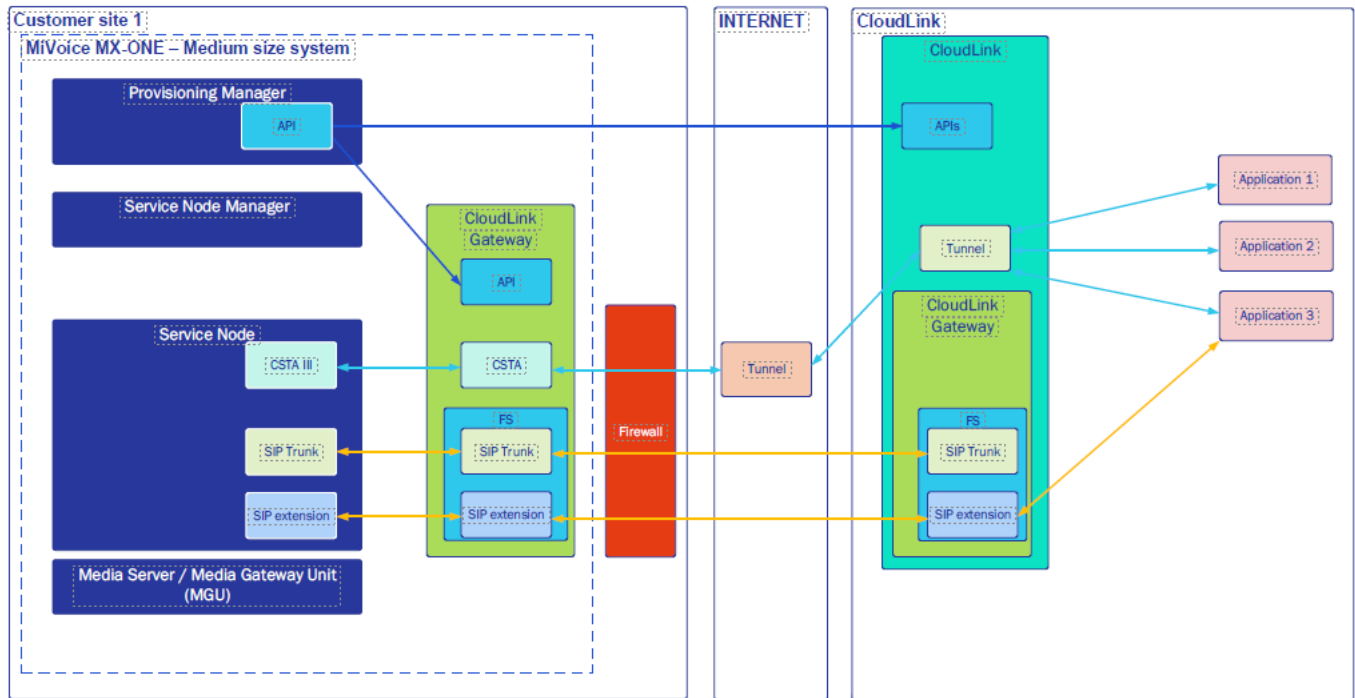 Customer site 1
MiVoice MX-ONE – Medium size system
Provisioning Manager
API
Service Node Manager
CloudLink
Gateway
API
Service Node
CSTA III
CSTA
FS
SIP Trunk
SIP Trunk
SIP extension
SIP extension
Media Server / Media Gateway Unit
(MGU)
Firewall
INTERNET
Tunnel
CloudLink
CloudLink
APIs
Tunnel
CloudLink
Gateway
FS
SIP Trunk
SIP extension
Application 1
Application 2
Application 3